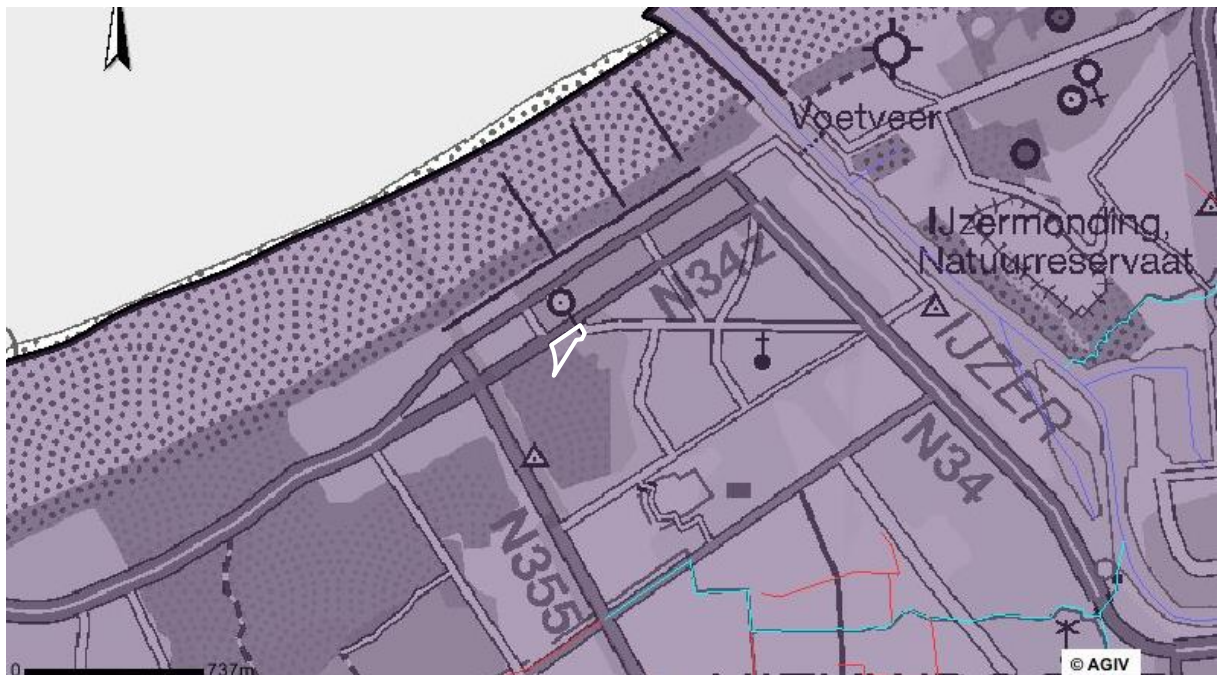 Voetveer
IJzermonding,
Natuurreservaat
N342
IJZER
N34
N355
0 737m
© AGIV